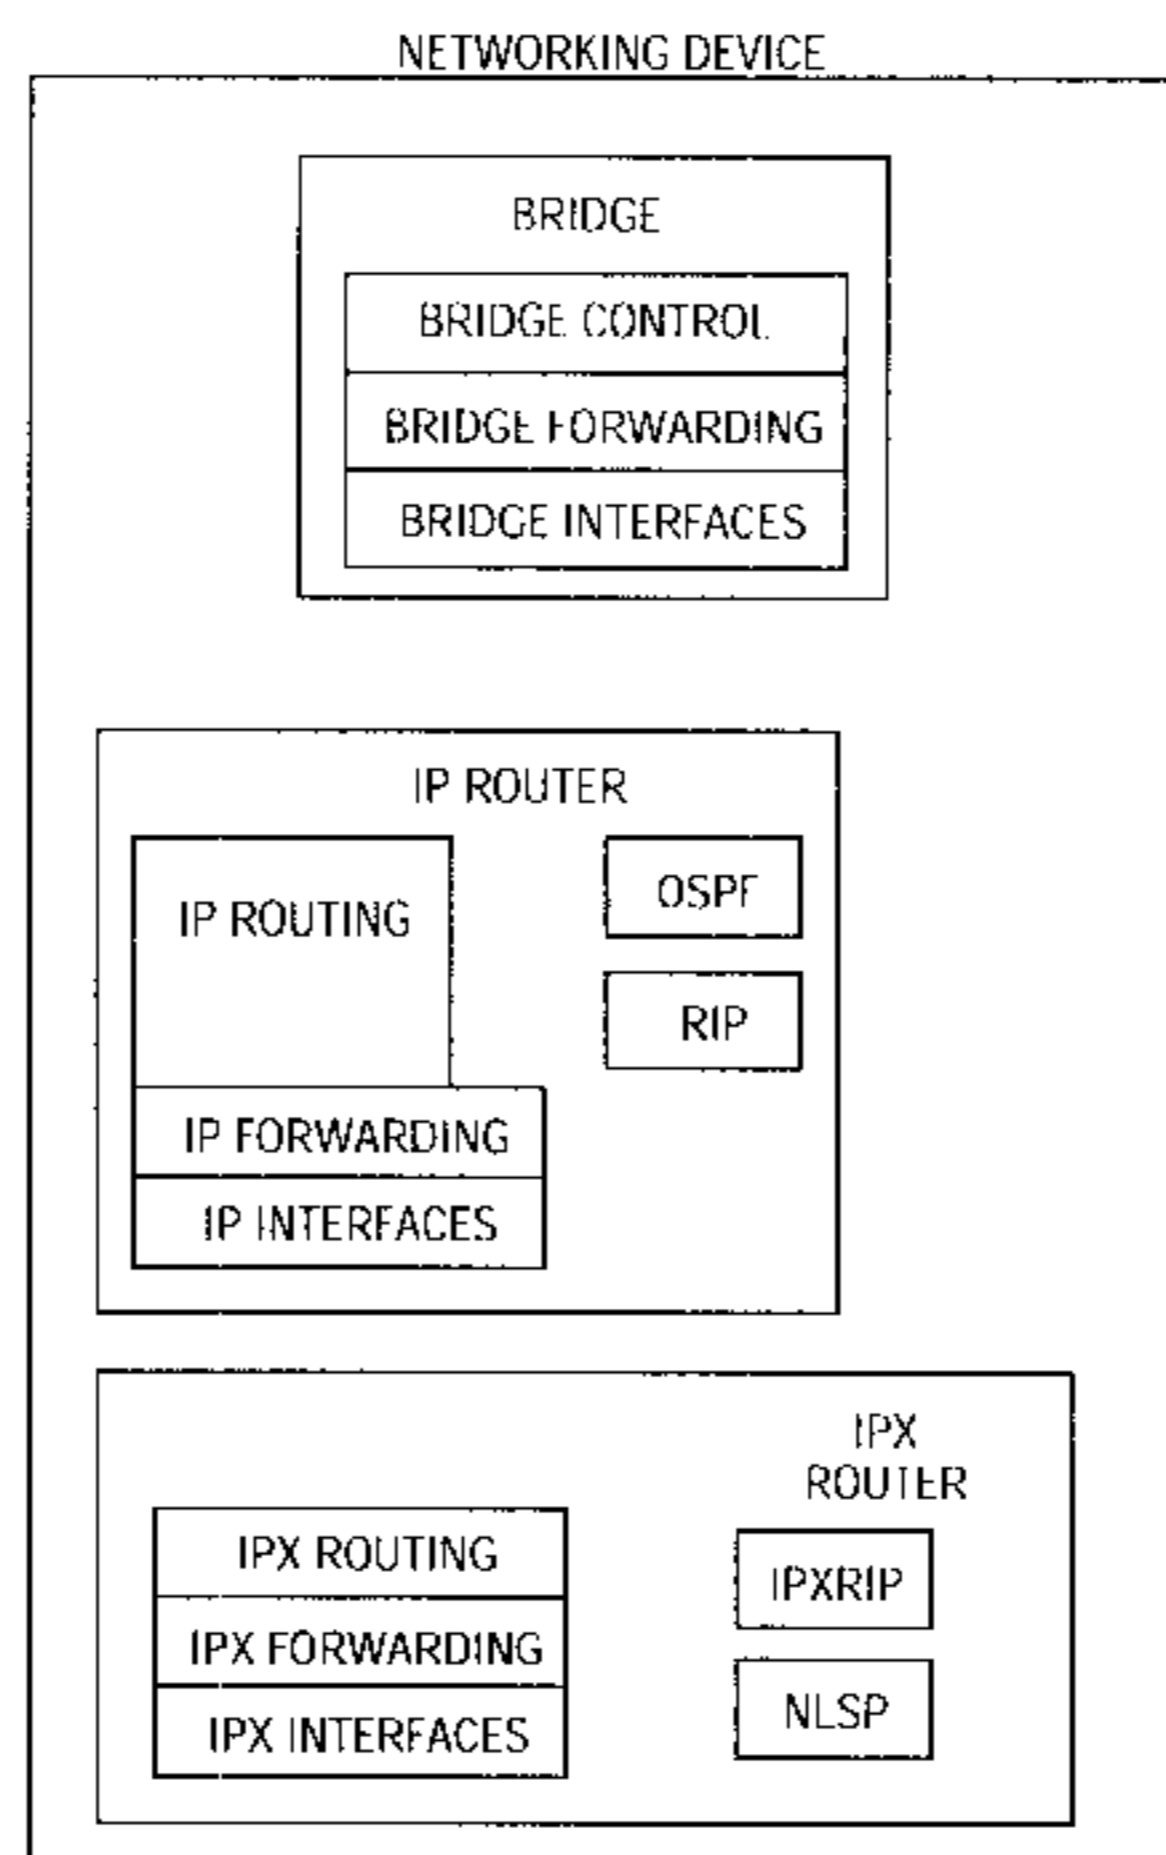 NETWORKING DEVICE
BRIDGE
BRIDGE CONTROL
BRIDGE FORWARDING
BRIDGE INTERFACES
IP ROUTER
IP ROUTING
OSPF
RIP
IP FORWARDING
IP INTERFACES
IPX
ROUTER
IPX ROUTING
IPX FORWARDING
IPX INTERFACES
IPXRIP
NLSP